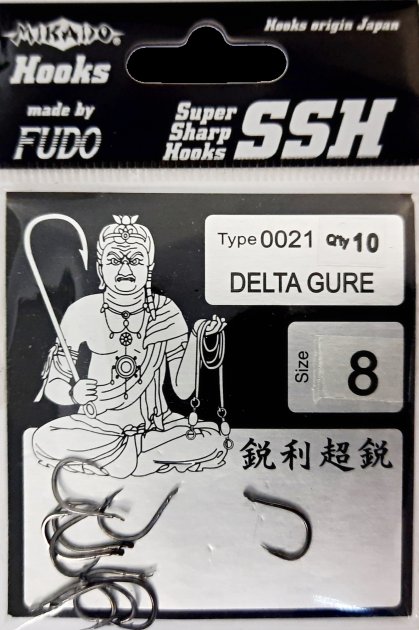 Hooks origin Japan
MIKADO
Hooks
made by
FUDO
Super
Sharp
Hooks
SSH
Type 0021 Qty 10
DELTA GURE
Size 8
鋭利超鋭